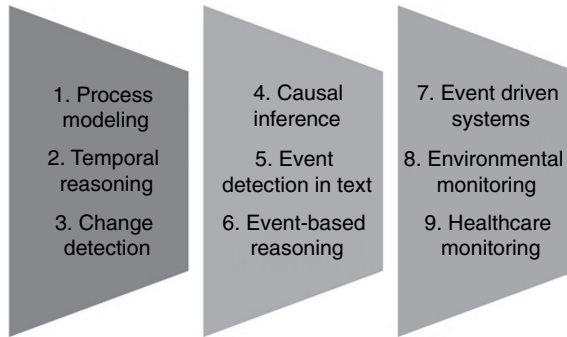 1. Process
modeling
2. Temporal
reasoning
3. Change
detection
4. Causal
inference
5. Event
detection in text
6. Event-based
reasoning
7. Event driven
systems
8. Environmental
monitoring
9. Healthcare
monitoring